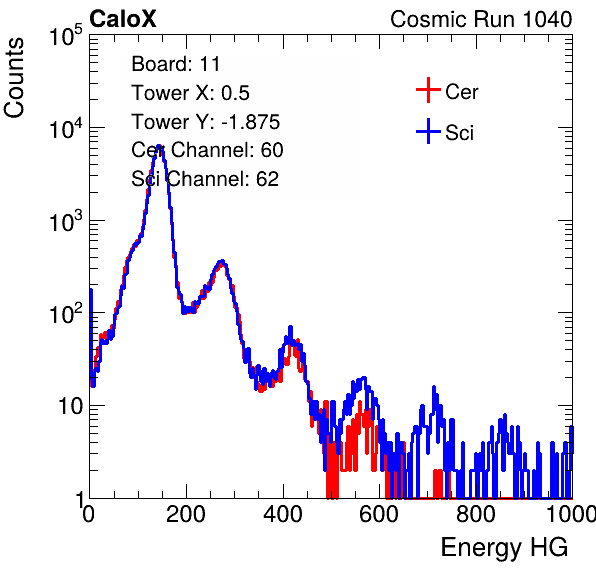 CaloX Cosmic Run 1040
Counts
Board: 11
Tower X: 0.5
Tower Y: -1.875
Cer Channel: 60
Sci Channel: 62
Cer
Sci
10^5
10^4
10^3
10^2
10
1
0 200 400 600 800 1000
Energy HG